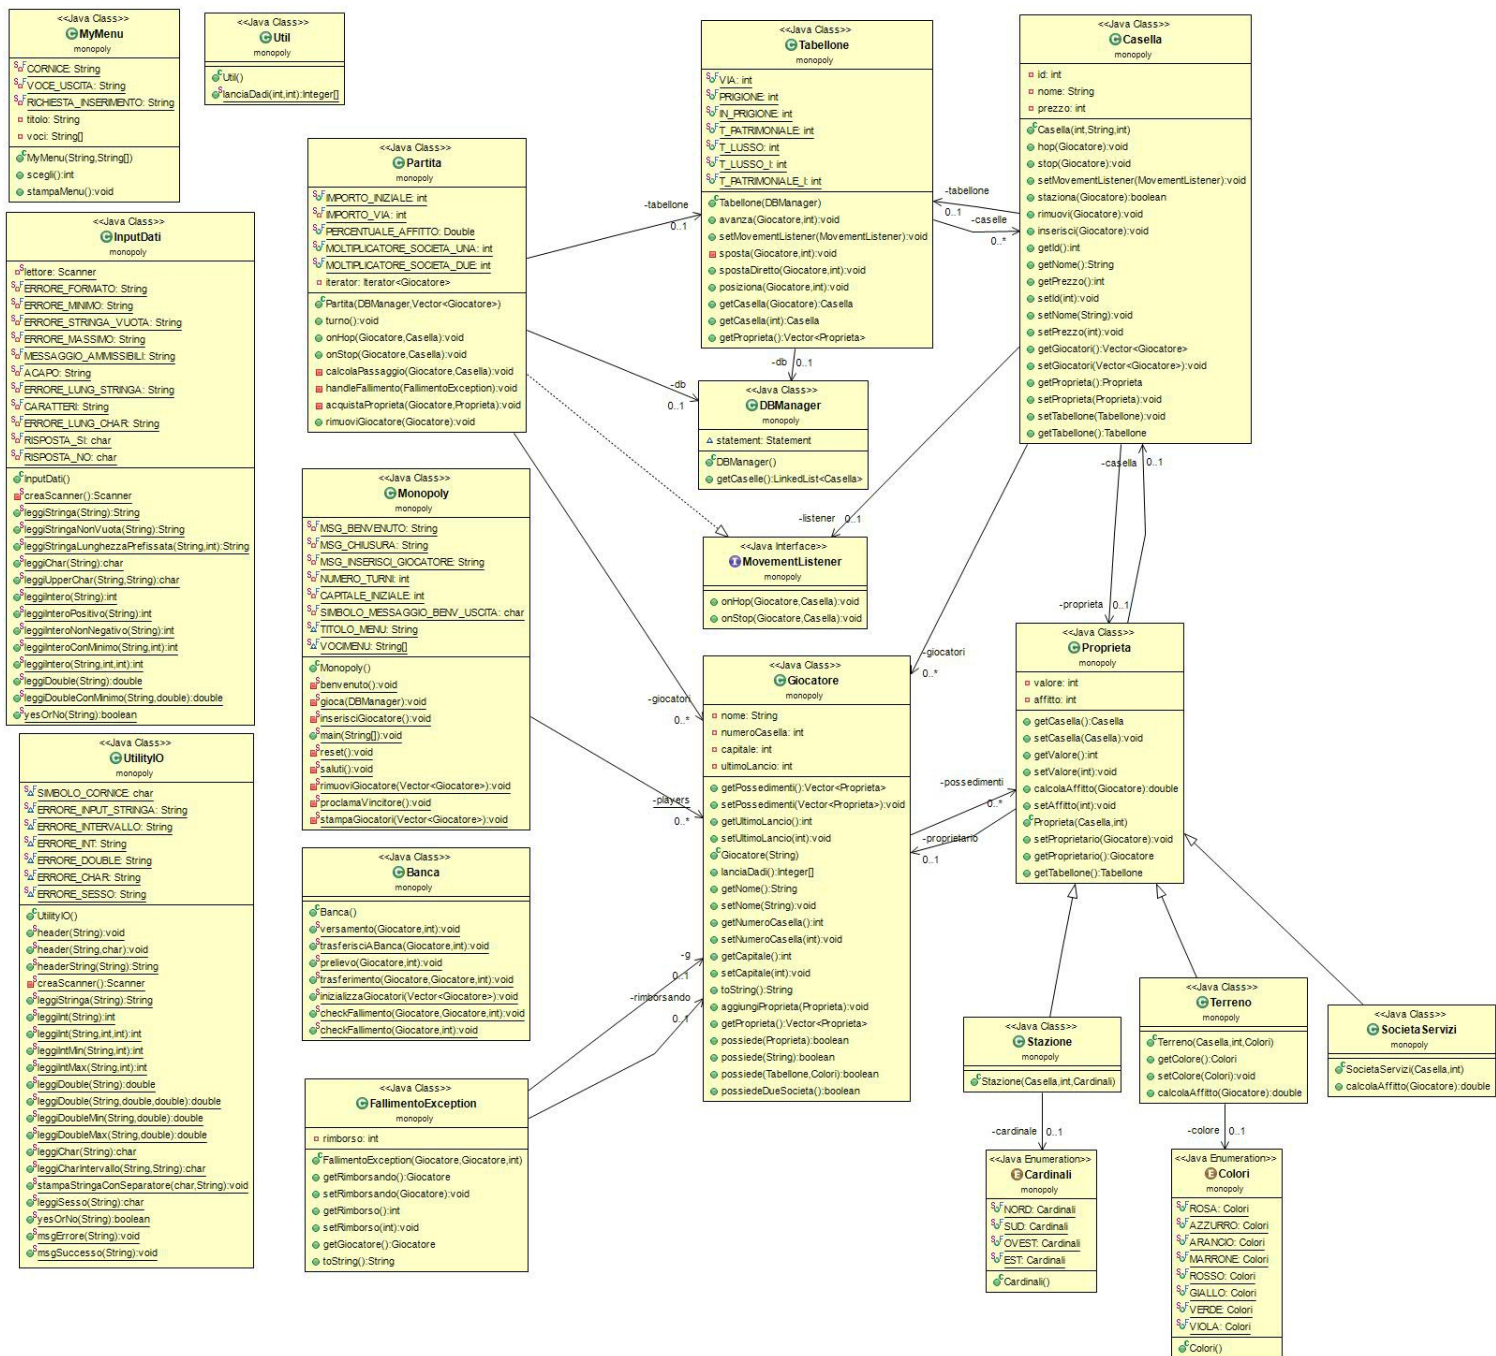 <<Java Class>>
MyMenu
monopoly
CORNICE: String
VOCE_USCITA: String
RICHIESTA_INSERIMENTO: String
titolo: String
voci: String[]
MyMenu(String,String[])
scegli():int
stampaMenu():void
<<Java Class>>
Util
monopoly
Util()
lanciaDadi(int,int):Integer[]
<<Java Class>>
InputDati
monopoly
lettore: Scanner
ERRORE_FORMATO: String
ERRORE_MINIMO: String
ERRORE_STRINGA_VUOTA: String
ERRORE_MASSIMO: String
MESSAGGIO_AMMISSIBILI: String
ACAPO: String
ERRORE_LUNG_STRINGA: String
CARATTERI: String
ERRORE_LUNG_CHAR: String
RISPOSTA_SI: char
RISPOSTA_NO: char
InputDati()
creaScanner():Scanner
leggiStringa(String):String
leggiStringaNonVuota(String):String
leggiStringaLunghezzaPrefissata(String,int):String
leggiChar(String):char
leggiUpperChar(String,String):char
leggiIntero(String):int
leggiInteroPositivo(String):int
leggiInteroNonNegativo(String):int
leggiInteroConMinimo(String,int):int
leggiIntero(String,int,int):int
leggiDouble(String):double
leggiDoubleConMinimo(String,double):double
yesOrNo(String):boolean
<<Java Class>>
UtilityIO
monopoly
SIMBOLO_CORNICE: char
ERRORE_INPUT_STRINGA: String
ERRORE_INTERVALLO: String
ERRORE_INT: String
ERRORE_DOUBLE: String
ERRORE_CHAR: String
ERRORE_SESSO: String
UtilityIO()
header(String):void
header(String,char):void
headerString(String):String
creaScanner():Scanner
leggiStringa(String):String
leggiInt(String):int
leggiInt(String,int,int):int
leggiIntMin(String,int):int
leggiIntMax(String,int):int
leggiDouble(String):double
leggiDouble(String,double,double):double
leggiDoubleMin(String,double):double
leggiDoubleMax(String,double):double
leggiChar(String):char
leggiCharIntervallo(String,String):char
stampaStringaConSeparatore(char,String):void
leggiSesso(String):char
yesOrNo(String):boolean
msgErrore(String):void
msgSuccesso(String):void
<<Java Class>>
Partita
monopoly
IMPORTO_INIZIALE: int
IMPORTO_VIA: int
PERCENTUALE_AFFITTO: Double
MOLTIPLICATORE_SOCIETA_UNA: int
MOLTIPLICATORE_SOCIETA_DUE: int
iterator: Iterator<Giocatore>
Partita(DBManager,Vector<Giocatore>)
turno():void
onHop(Giocatore,Casella):void
onStop(Giocatore,Casella):void
calcolaPassaggio(Giocatore,Casella):void
handleFallimento(FallimentoException):void
acquistaProprieta(Giocatore,Proprieta):void
rimuoviGiocatore(Giocatore):void
<<Java Class>>
Monopoly
monopoly
MSG_BENVENUTO: String
MSG_CHIUSURA: String
MSG_INSERISCI_GIOCATORE: String
NUMERO_TURNI: int
CAPITALE_INIZIALE: int
SIMBOLO_MESSAGGIO_BENV_USCITA: char
TITOLO_MENU: String
VOCIMENU: String[]
Monopoly()
benvenuto():void
gioca(DBManager):void
inserisciGiocatore():void
main(String[]):void
reset():void
saluti():void
rimuoviGiocatore(Vector<Giocatore>):void
proclamaVincitore():void
stampaGiocatori(Vector<Giocatore>):void
<<Java Class>>
Banca
monopoly
Banca()
versamento(Giocatore,int):void
trasferisciABanca(Giocatore,int):void
prelievo(Giocatore,int):void
trasferimento(Giocatore,Giocatore,int):void
inizializzaGiocatori(Vector<Giocatore>):void
checkFallimento(Giocatore,Giocatore,int):void
checkFallimento(Giocatore,int):void
<<Java Class>>
FallimentoException
monopoly
rimborso: int
FallimentoException(Giocatore,Giocatore,int)
getRimborsando():Giocatore
setRimborsando(Giocatore):void
getRimborso():int
setRimborso(int):void
getGiocatore():Giocatore
toString():String
-tabellone
0..1
-db
0..1
-giocatori
0..*
-players
0..*
-g
0..1
-rimborsando
0..1
<<Java Class>>
Tabellone
monopoly
VIA: int
PRIGIONE: int
IN_PRIGIONE: int
T_PATRIMONIALE: int
T_LUSSO: int
T_LUSSO_I: int
T_PATRIMONIALE_I: int
Tabellone(DBManager)
avanza(Giocatore,int):void
setMovementListener(MovementListener):void
sposta(Giocatore,int):void
spostaDiretto(Giocatore,int):void
posiziona(Giocatore,int):void
getCasella(Giocatore):Casella
getCasella(int):Casella
getProprieta():Vector<Proprieta>
-db 0..1
<<Java Class>>
DBManager
monopoly
statement: Statement
DBManager()
getCaselle():LinkedList<Casella>
-listener 0..1
<<Java Interface>>
MovementListener
monopoly
onHop(Giocatore,Casella):void
onStop(Giocatore,Casella):void
<<Java Class>>
Giocatore
monopoly
nome: String
numeroCasella: int
capitale: int
ultimoLancio: int
getPossedimenti():Vector<Proprieta>
setPossedimenti(Vector<Proprieta>):void
getUltimoLancio():int
setUltimoLancio(int):void
Giocatore(String)
lanciaDadi():Integer[]
getNome():String
setNome(String):void
getNumeroCasella():int
setNumeroCasella(int):void
getCapitale():int
setCapitale(int):void
toString():String
aggiungiProprieta(Proprieta):void
getProprieta():Vector<Proprieta>
possiede(Proprieta):boolean
possiede(String):boolean
possiede(Tabellone,Colori):boolean
possiedeDueSocieta():boolean
-tabellone
0..1
-caselle
0..*
<<Java Class>>
Casella
monopoly
id: int
nome: String
prezzo: int
Casella(int,String,int)
hop(Giocatore):void
stop(Giocatore):void
setMovementListener(MovementListener):void
staziona(Giocatore):boolean
rimuovi(Giocatore):void
inserisci(Giocatore):void
getId():int
getNome():String
getPrezzo():int
setId(int):void
setNome(String):void
setPrezzo(int):void
getGiocatori():Vector<Giocatore>
setGiocatori(Vector<Giocatore>):void
getProprieta():Proprieta
setProprieta(Proprieta):void
setTabellone(Tabellone):void
getTabellone():Tabellone
-casella 0..1
-proprieta 0..1
-giocatori
0..*
-possedimenti
0..*
-proprietario
0..1
<<Java Class>>
Proprieta
monopoly
valore: int
affitto: int
getCasella():Casella
setCasella(Casella):void
getValore():int
setValore(int):void
calcolaAffitto(Giocatore):double
setAffitto(int):void
Proprieta(Casella,int)
setProprietario(Giocatore):void
getProprietario():Giocatore
getTabellone():Tabellone
<<Java Class>>
Stazione
monopoly
Stazione(Casella,int,Cardinali)
<<Java Class>>
Terreno
monopoly
Terreno(Casella,int,Colori)
getColore():Colori
setColore(Colori):void
calcolaAffitto(Giocatore):double
<<Java Class>>
SocietaServizi
monopoly
SocietaServizi(Casella,int)
calcolaAffitto(Giocatore):double
-cardinale 0..1
-colore 0..1
<<Java Enumeration>>
Cardinali
monopoly
NORD: Cardinali
SUD: Cardinali
OVEST: Cardinali
EST: Cardinali
Cardinali()
<<Java Enumeration>>
Colori
monopoly
ROSA: Colori
AZZURRO: Colori
ARANCIO: Colori
MARRONE: Colori
ROSSO: Colori
GIALLO: Colori
VERDE: Colori
VIOLA: Colori
Colori()